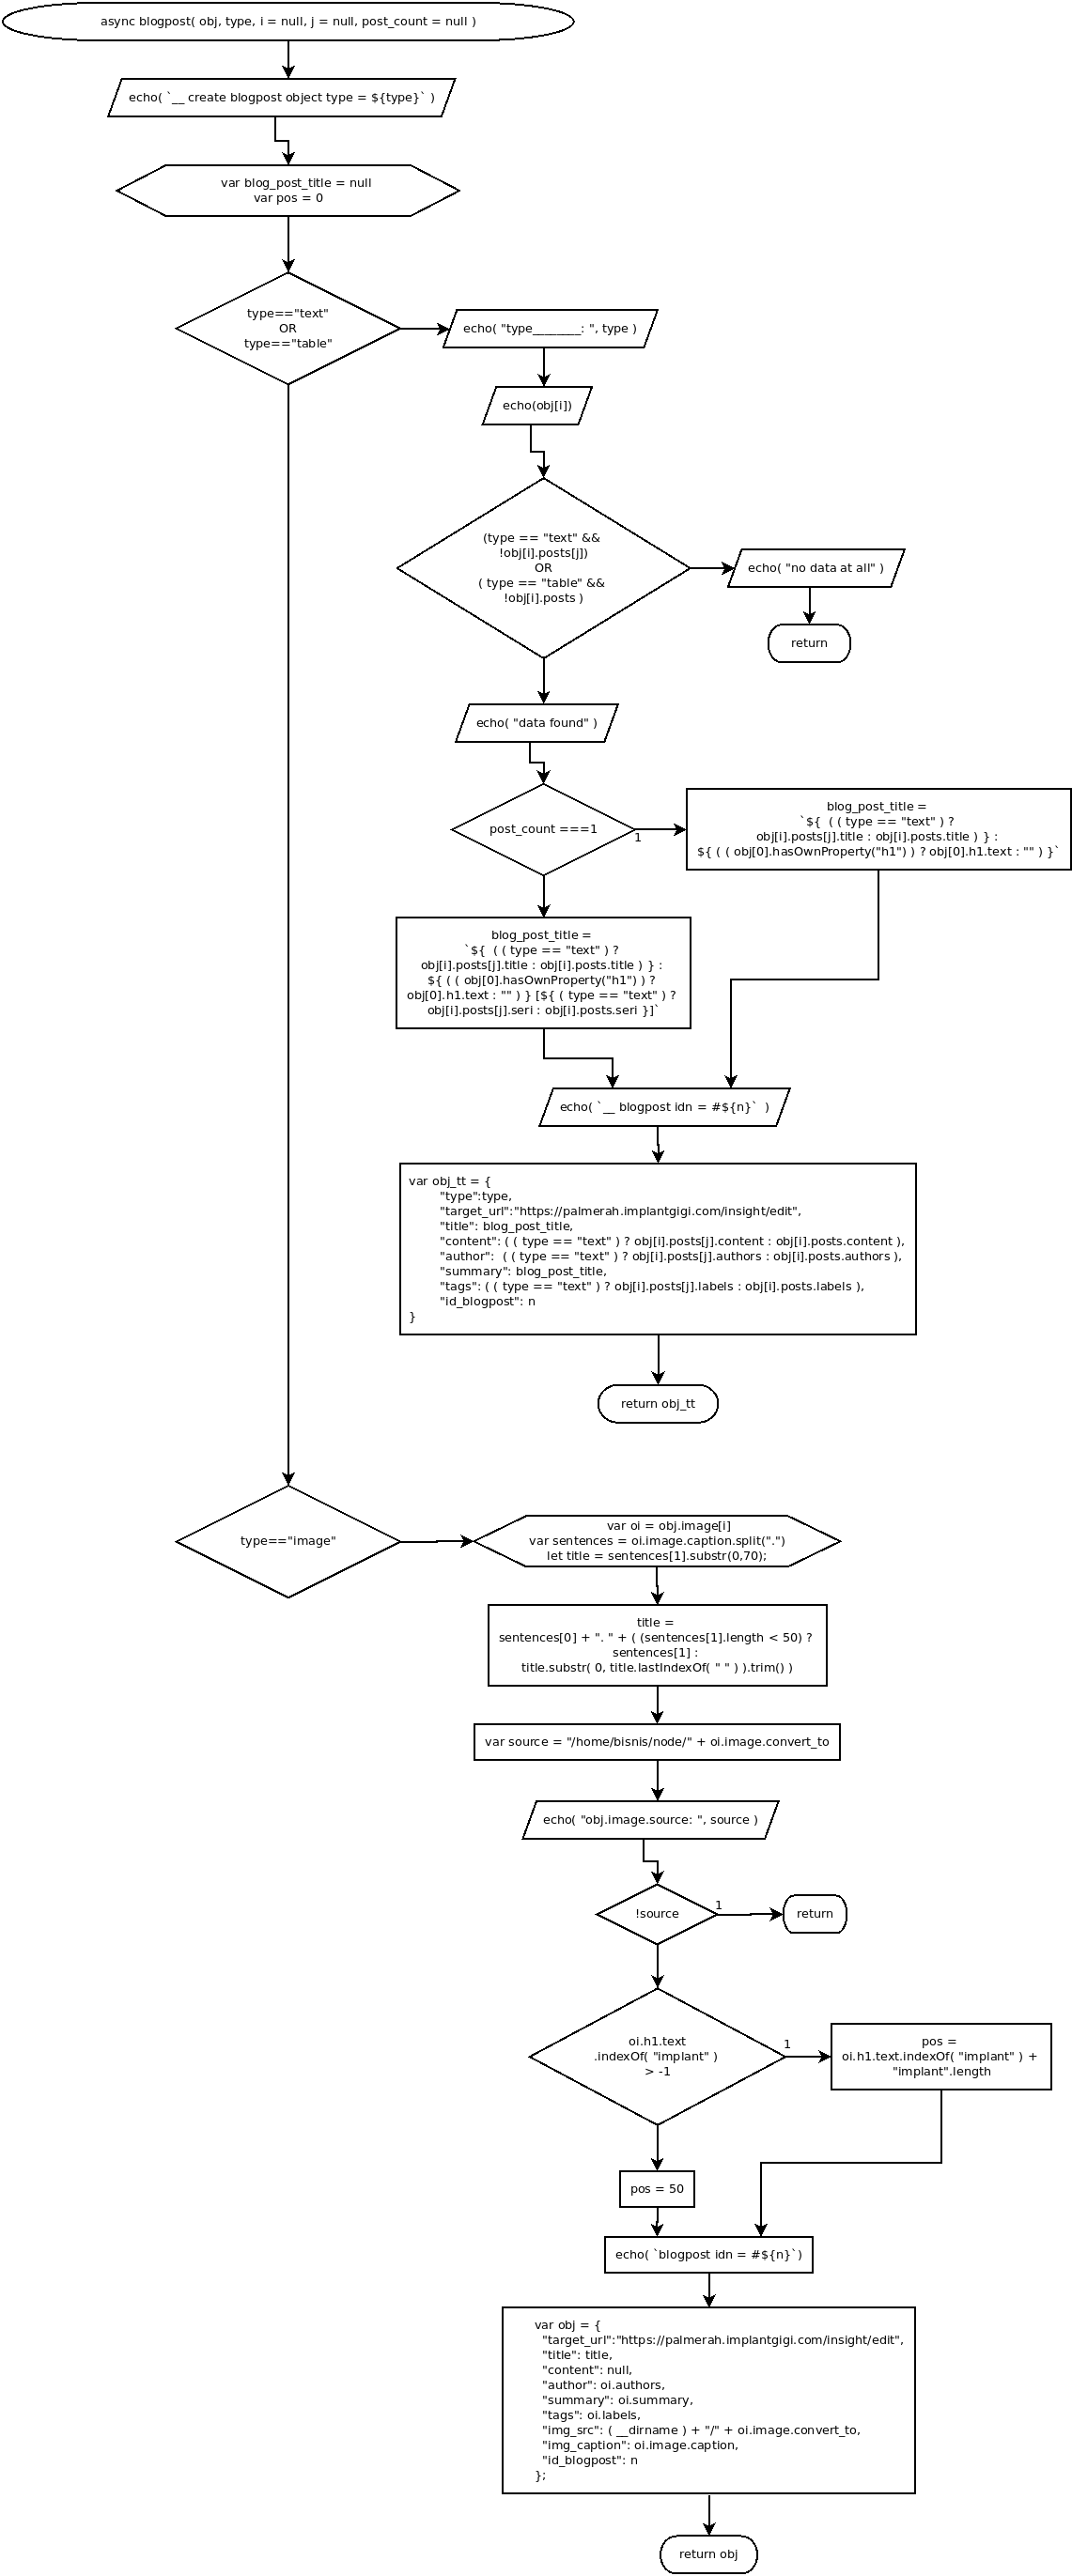 async blogpost( obj, type, i = null, j = null, post_count = null )
echo( `__ create blogpost object type = ${type}` )
var blog_post_title = null
var pos = 0
type=="text"
OR
type=="table"
echo( "type________: ", type )
echo(obj[i])
(type == "text" &&
!obj[i].posts[j])
OR
( type == "table" &&
!obj[i].posts )
echo( "no data at all" )
return
echo( "data found" )
post_count ===1
1
blog_post_title =
`${  ( ( type == "text" ) ?
obj[i].posts[j].title : obj[i].posts.title ) } :
${ ( ( obj[0].hasOwnProperty("h1") ) ? obj[0].h1.text : "" ) }`
blog_post_title =
`${  ( ( type == "text" ) ?
obj[i].posts[j].title : obj[i].posts.title ) } :
${ ( ( obj[0].hasOwnProperty("h1") ) ?
obj[0].h1.text : "" ) } [${ ( type == "text" ) ?
obj[i].posts[j].seri : obj[i].posts.seri }]`
echo( `__ blogpost idn = #${n}`  )
var obj_tt = {
"type":type,
"target_url":"https://palmerah.implantgigi.com/insight/edit",
"title": blog_post_title,
"content": ( ( type == "text" ) ? obj[i].posts[j].content : obj[i].posts.content ),
"author":  ( ( type == "text" ) ? obj[i].posts[j].authors : obj[i].posts.authors ),
"summary": blog_post_title,
"tags": ( ( type == "text" ) ? obj[i].posts[j].labels : obj[i].posts.labels ),
"id_blogpost": n
}
return obj_tt
type=="image"
var oi = obj.image[i]
var sentences = oi.image.caption.split(".")
let title = sentences[1].substr(0,70);
title =
sentences[0] + ". " + ( (sentences[1].length < 50) ?
sentences[1] :
title.substr( 0, title.lastIndexOf( " " ) ).trim() )
var source = "/home/bisnis/node/" + oi.image.convert_to
echo( "obj.image.source: ", source )
!source
1
return
oi.h1.text
.indexOf( "implant" )
> -1
1
pos =
oi.h1.text.indexOf( "implant" ) +
"implant".length
pos = 50
echo( `blogpost idn = #${n}`)
var obj = {
"target_url":"https://palmerah.implantgigi.com/insight/edit",
"title": title,
"content": null,
"author": oi.authors,
"summary": oi.summary,
"tags": oi.labels,
"img_src": ( __dirname ) + "/" + oi.image.convert_to,
"img_caption": oi.image.caption,
"id_blogpost": n
};
return obj